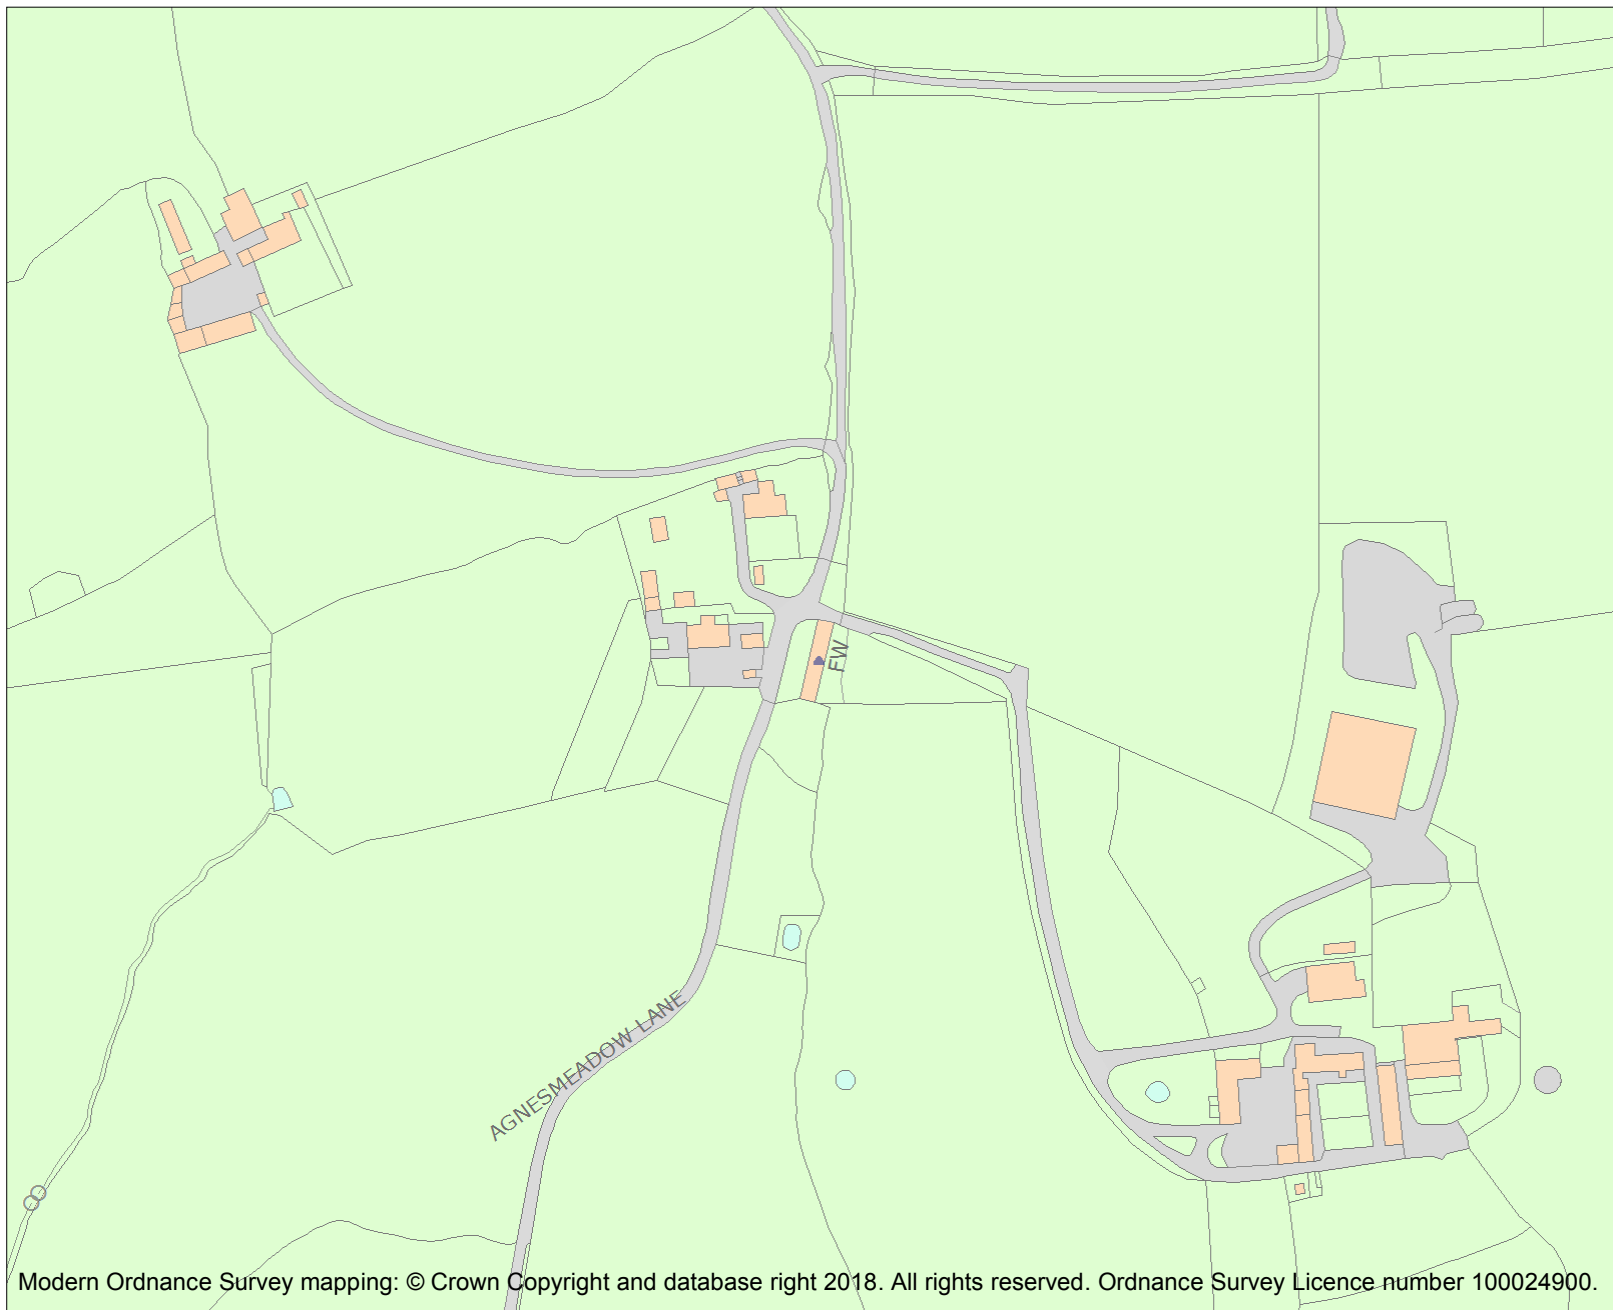 FW
AGNESMEADOW LANE
Modern Ordnance Survey mapping: © Crown Copyright and database right 2018. All rights reserved. Ordnance Survey Licence number 100024900.